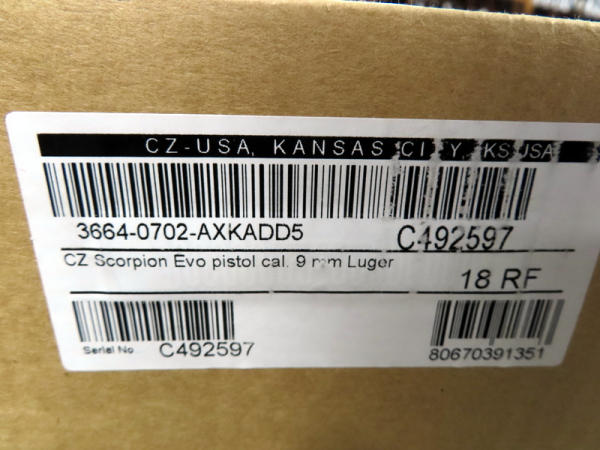 CZ-USA, KANSAS CITY, KS USA
3664-0702-AXKADD5 C492597
CZ Scorpion Evo pistol cal. 9 mm Luger
18 RF
Serial No. C492597
80670391351